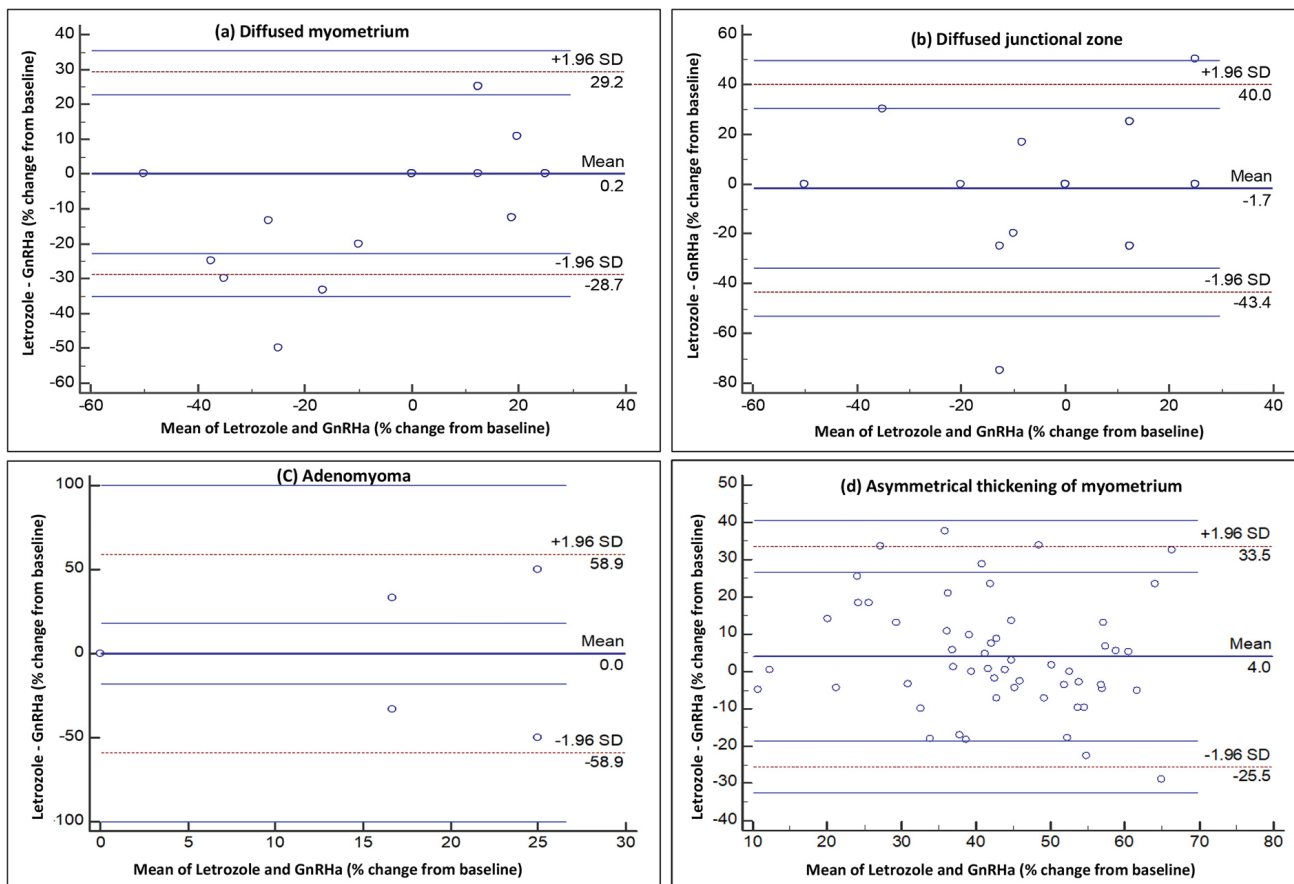 (a) Diffused myometrium
Letrozole - GnRHa (% change from baseline)
40
30
20
10
0
-10
-20
-30
-40
-50
-60
+1.96 SD
29.2
Mean
0.2
-1.96 SD
-28.7
-60 -40 -20 0 20 40
Mean of Letrozole and GnRHa (% change from baseline)
(b) Diffused junctional zone
Letrozole - GnRHa (% change from baseline)
60
40
20
0
-20
-40
-60
-80
+1.96 SD
40.0
Mean
-1.7
-1.96 SD
-43.4
-60 -40 -20 0 20 40
Mean of Letrozole and GnRHa (% change from baseline)
(C) Adenomyoma
Letrozole - GnRHa (% change from baseline)
100
50
0
-50
-100
+1.96 SD
58.9
Mean
0.0
-1.96 SD
-58.9
0 5 10 15 20 25 30
Mean of Letrozole and GnRHa (% change from baseline)
(d) Asymmetrical thickening of myometrium
Letrozole - GnRHa (% change from baseline)
50
40
30
20
10
0
-10
-20
-30
-40
+1.96 SD
33.5
Mean
4.0
-1.96 SD
-25.5
10 20 30 40 50 60 70 80
Mean of Letrozole and GnRHa (% change from baseline)